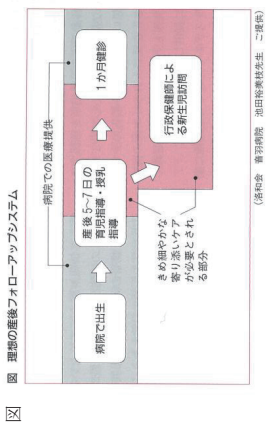 図
図 理想の産後フォローアップシステム
病院での医療提供
病院で出生
産後5～7日の
育児指導・授乳
指導
1か月健診
行政保健師によ
る新生児訪問
きめ細やかな
寄り添いケア
が必要とされ
る部分
(洛和会 音羽病院 池田裕美枝先生 ご提供)